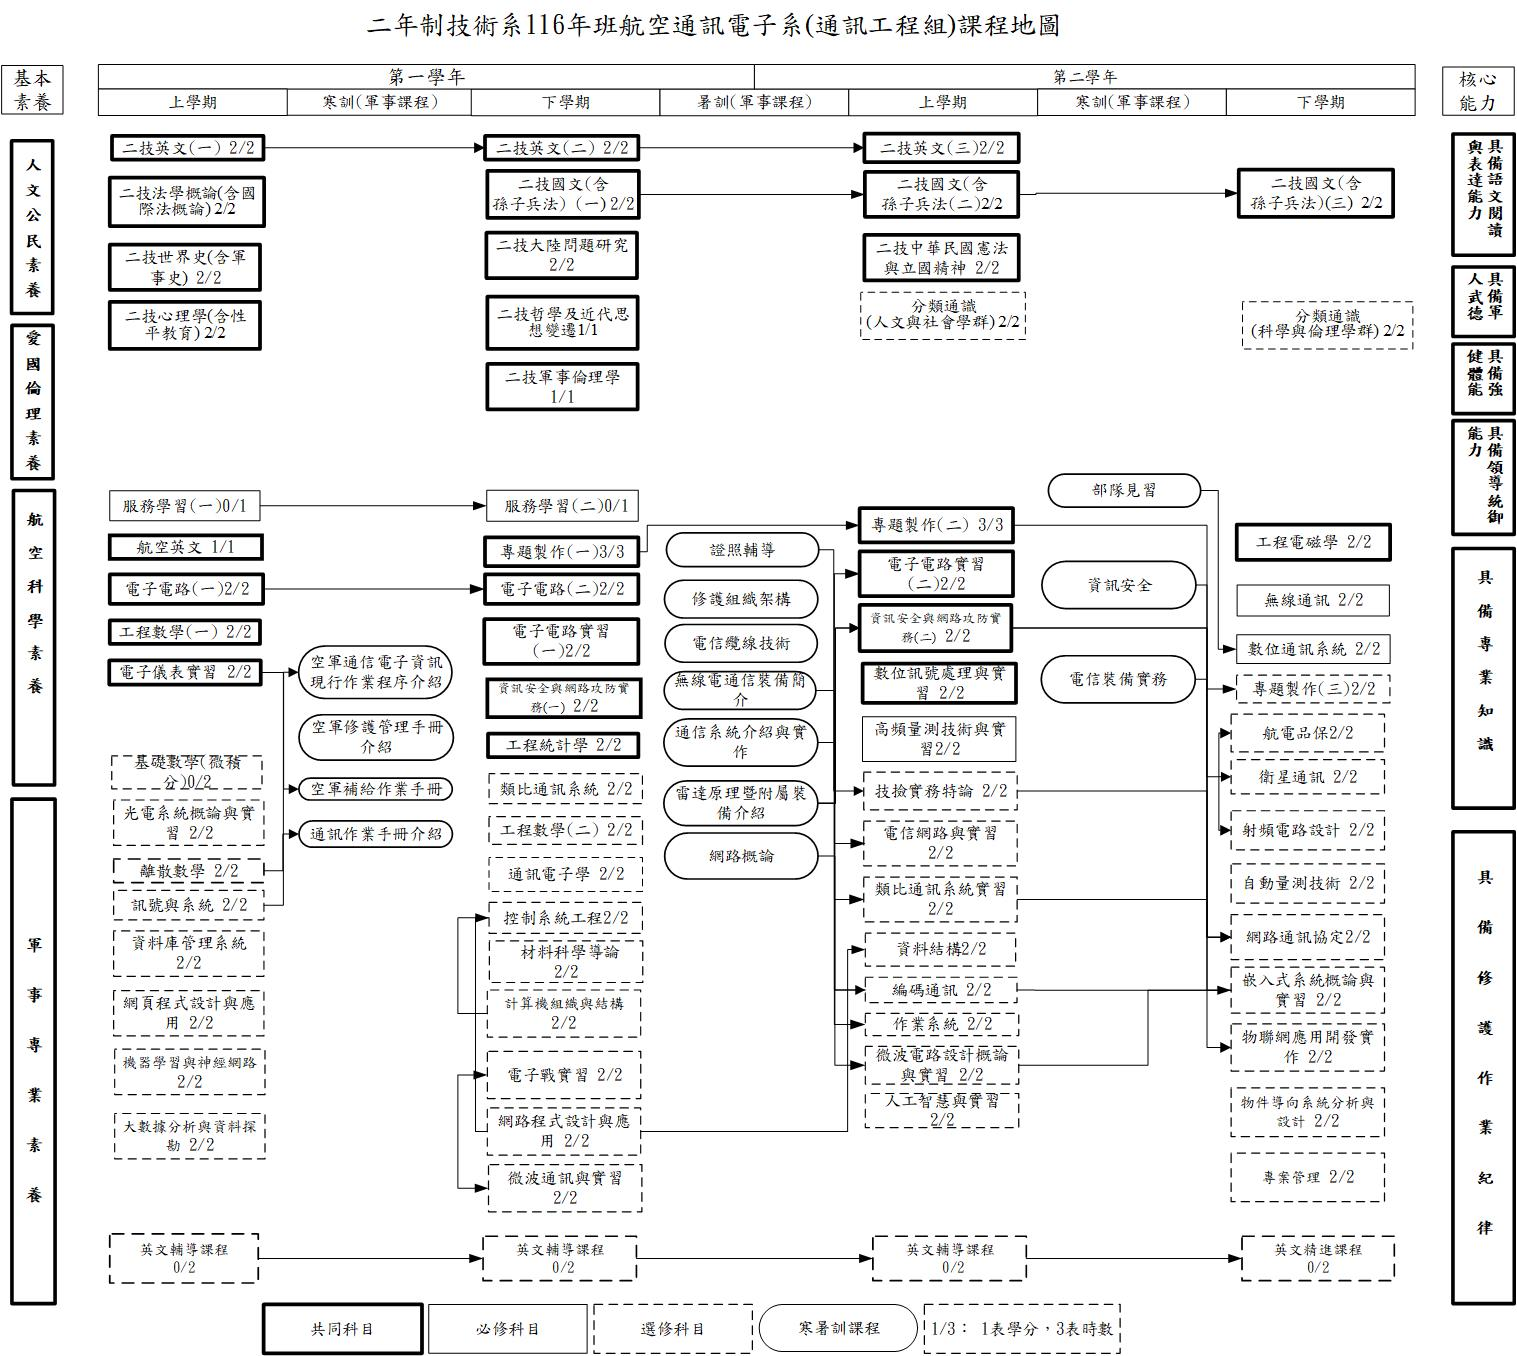 二年制技術系116年班航空通訊電子系(通訊工程組)課程地圖
基本
素養
第一學年
第二學年
核心
能力
上學期
寒訓(軍事課程)
下學期
暑訓(軍事課程)
上學期
寒訓(軍事課程)
下學期
人文公民素養
愛國倫理素養
航空科學素養
軍事專業素養
二技英文(一) 2/2
二技法學概論(含國
際法概論) 2/2
二技世界史(含軍
事史) 2/2
二技心理學(含性
平教育) 2/2
服務學習(一)0/1
航空英文 1/1
電子電路(一)2/2
工程數學(一) 2/2
電子儀表實習 2/2
基礎數學(微積
分)0/2
光電系統概論與實
習 2/2
離散數學 2/2
訊號與系統 2/2
資料庫管理系統
2/2
網頁程式設計與應
用 2/2
機器學習與神經網路
2/2
大數據分析與資料探
勘 2/2
英文輔導課程
0/2
空軍通信電子資訊
現行作業程序介紹
空軍修護管理手冊
介紹
空軍補給作業手冊
通訊作業手冊介紹
二技英文(二) 2/2
二技國文(含
孫子兵法) (一) 2/2
二技大陸問題研究
2/2
二技哲學及近代思
想變遷1/1
二技軍事倫理學
1/1
服務學習(二)0/1
專題製作(一)3/3
電子電路(二)2/2
電子電路實習
(一)2/2
資訊安全與網路攻防實
務(一) 2/2
工程統計學 2/2
類比通訊系統 2/2
工程數學(二) 2/2
通訊電子學 2/2
控制系統工程2/2
材料科學導論
2/2
計算機組織與結構
2/2
電子戰實習 2/2
網路程式設計與應
用 2/2
微波通訊與實習
2/2
英文輔導課程
0/2
證照輔導
修護組織架構
電信纜線技術
無線電通信裝備簡
介
通信系統介紹與實
作
雷達原理暨附屬裝
備介紹
網路概論
二技英文(三)2/2
二技國文(含
孫子兵法(二)2/2
二技中華民國憲法
與立國精神 2/2
分類通識
(人文與社會學群) 2/2
專題製作(二) 3/3
電子電路實習
(二)2/2
資訊安全與網路攻防實
務(二) 2/2
數位訊號處理與實
習 2/2
高頻量測技術與實
習2/2
技撿實務特論 2/2
電信網路與實習
2/2
類比通訊系統實習
2/2
資料結構2/2
編碼通訊 2/2
作業系統 2/2
微波電路設計概論
與實習 2/2
人工智慧與實習
2/2
英文輔導課程
0/2
部隊見習
資訊安全
電信裝備實務
二技國文(含
孫子兵法)(三) 2/2
分類通識
(科學與倫理學群) 2/2
工程電磁學 2/2
無線通訊 2/2
數位通訊系統 2/2
專題製作(三)2/2
航電品保2/2
衛星通訊 2/2
射頻電路設計 2/2
自動量測技術 2/2
網路通訊協定2/2
嵌入式系統概論與
實習 2/2
物聯網應用開發實
作 2/2
物件導向系統分析與
設計 2/2
專案管理 2/2
英文精進課程
0/2
具備語文閱讀
與表達能力
具備軍
人武德
具備強
健體能
具備領導統御
能力
具備專業知識
具備修護作業紀律
共同科目
必修科目
選修科目
寒暑訓課程
1/3： 1表學分，3表時數